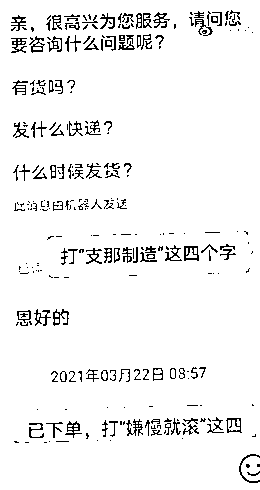 亲，很高兴为您服务，请问您
要咨询什么问题呢？
有货吗？
发什么快递？
什么时候发货？
此消息由机器人发送
打“支那制造”这四个字
已读
恩好的
2021年03月22日 08:57
已下单，打“嫌慢就滚”这四